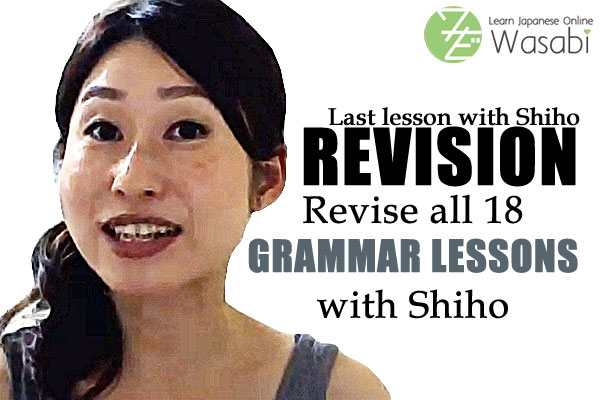 Learn Japanese Online
Wasabi
Last lesson with Shiho
REVISION
Revise all 18
GRAMMAR LESSONS
with Shiho